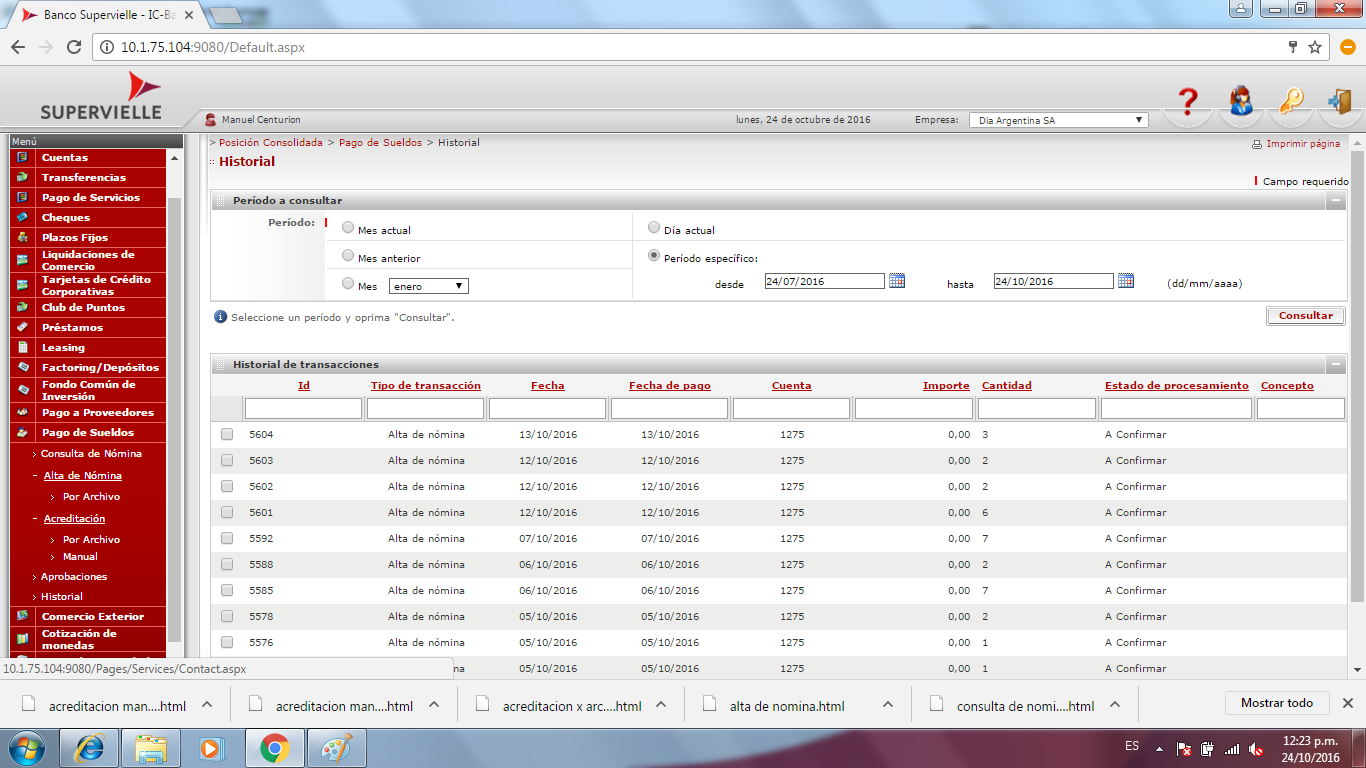 Banco Supervielle - IC-Ba
10.1.75.104:9080/Default.aspx
SUPERVIELLE
Manuel Centurion
lunes, 24 de octubre de 2016
Empresa:
Dia Argentina SA
Menú
Cuentas
Transferencias
Pago de Servicios
Cheques
Plazos Fijos
Liquidaciones de
Comercio
Tarjetas de Crédito
Corporativas
Club de Puntos
Préstamos
Leasing
Factoring/Depósitos
Fondo Común de
Inversión
Pago a Proveedores
Pago de Sueldos
> Consulta de Nómina
- Alta de Nómina
> Por Archivo
- Acreditación
> Por Archivo
> Manual
> Aprobaciones
> Historial
Comercio Exterior
Cotización de
monedas
> Posición Consolidada > Pago de Sueldos > Historial
Imprimir página
:: Historial
Campo requerido
Período a consultar
Período:
Mes actual
Día actual
Mes anterior
Período específico:
Mes enero
desde 24/07/2016 hasta 24/10/2016 (dd/mm/aaaa)
Seleccione un período y oprima "Consultar".
Consultar
Historial de transacciones
Id Tipo de transacción Fecha Fecha de pago Cuenta Importe Cantidad Estado de procesamiento Concepto
5604 Alta de nómina 13/10/2016 13/10/2016 1275 0,00 3 A Confirmar
5603 Alta de nómina 12/10/2016 12/10/2016 1275 0,00 2 A Confirmar
5602 Alta de nómina 12/10/2016 12/10/2016 1275 0,00 2 A Confirmar
5601 Alta de nómina 12/10/2016 12/10/2016 1275 0,00 6 A Confirmar
5592 Alta de nómina 07/10/2016 07/10/2016 1275 0,00 7 A Confirmar
5588 Alta de nómina 06/10/2016 06/10/2016 1275 0,00 2 A Confirmar
5585 Alta de nómina 06/10/2016 06/10/2016 1275 0,00 7 A Confirmar
5578 Alta de nómina 05/10/2016 05/10/2016 1275 0,00 2 A Confirmar
5576 Alta de nómina 05/10/2016 05/10/2016 1275 0,00 1 A Confirmar
05/10/2016 05/10/2016 1275 0,00 1 A Confirmar
10.1.75.104:9080/Pages/Services/Contact.aspx
acreditacion man....html
acreditacion man....html
acreditacion x arc....html
alta de nomina.html
consulta de nomi....html
Mostrar todo
ES
12:23 p.m.
24/10/2016